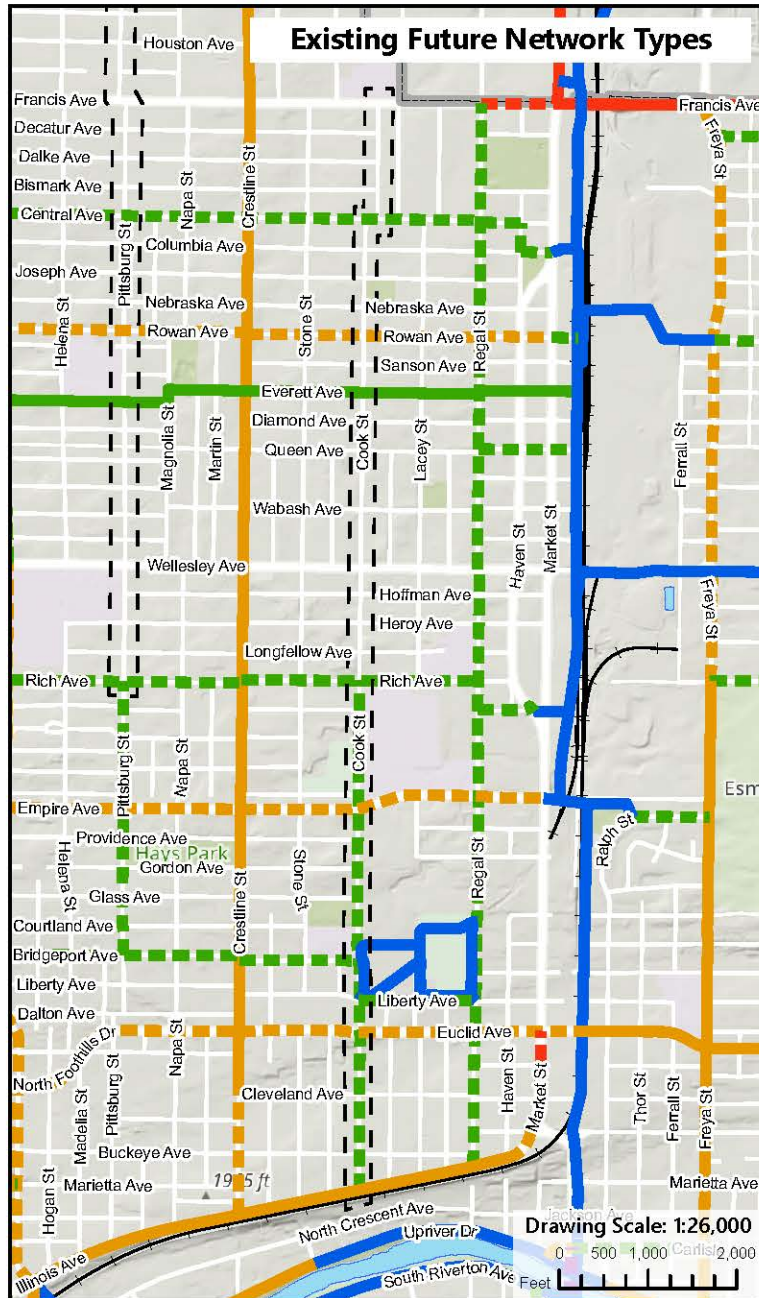 Existing Future Network Types
Houston Ave
Francis Ave
Francis Ave
Decatur Ave
Dalke Ave
Bismark Ave
Central Ave
Napa St
Crestline St
Freya St
Pittsburg St
Columbia Ave
Joseph Ave
Nebraska Ave
Nebraska Ave
Helena St
Rowan Ave
Stone St
Rowan Ave
Regal St
Sanson Ave
Everett Ave
Magnolia St
Martin St
Diamond Ave
Queen Ave
Cook St
Lacey St
Ferrall St
Wabash Ave
Haven St
Market St
Wellesley Ave
Hoffman Ave
Heroy Ave
Freya St
Longfellow Ave
Rich Ave
Rich Ave
Pittsburg St
Napa St
Cook St
Regal St
Empire Ave
Esm
Providence Ave
Hays Park
Gordon Ave
Helena St
Stone St
Regal St
Ralph St
Glass Ave
Crestline St
Courtland Ave
Bridgeport Ave
Liberty Ave
Liberty Ave
Dalton Ave
Euclid Ave
North Foothills Dr
Napa St
Pittsburg St
Madelia St
Cleveland Ave
Haven St
Market St
Thor St
Ferrall St
Freya St
Buckeye Ave
Marietta Ave
Marietta Ave
Hogan St
North Crescent Ave
Jackson Ave
Upriver Dr
Illinois Ave
South Riverton Ave
Drawing Scale: 1:26,000
0 500 1,000 2,000
Feet